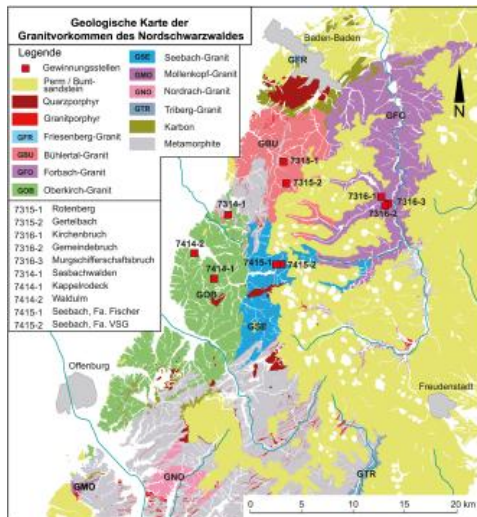 Geologische Karte der
Granitvorkommen des Nordschwarzwaldes
Legende
Gewinnungsstellen
Perm / Bunt-
sandstein
Quarzporphyr
Granitporphyr
GFR Friesenberg-Granit
GBU Bühlertal-Granit
GFO Forbach-Granit
GOB Oberkirch-Granit
GSE Seebach-Granit
GMO Mollenkopf-Granit
GNO Nordrach-Granit
GTR Triberg-Granit
Karbon
Metamorphite
7315-1 Rotenberg
7315-2 Gertelbach
7316-1 Kirchenbruch
7316-2 Gemeindebruch
7316-3 Murgschifferschaftsbruch
7314-1 Sasbachwalden
7414-1 Kappelrodeck
7414-2 Waldulm
7415-1 Seebach, Fa. Fischer
7415-2 Seebach, Fa. VSG
Baden-Baden
GFR
N
GFO
GBU
7315-1
7315-2
7316-1
7316-3
7316-2
7314-1
7414-2
7415-1
7415-2
7414-1
GOB
GSE
Offenburg
Freudenstadt
GNO
GMO
GTR
0 5 10 15 20 km